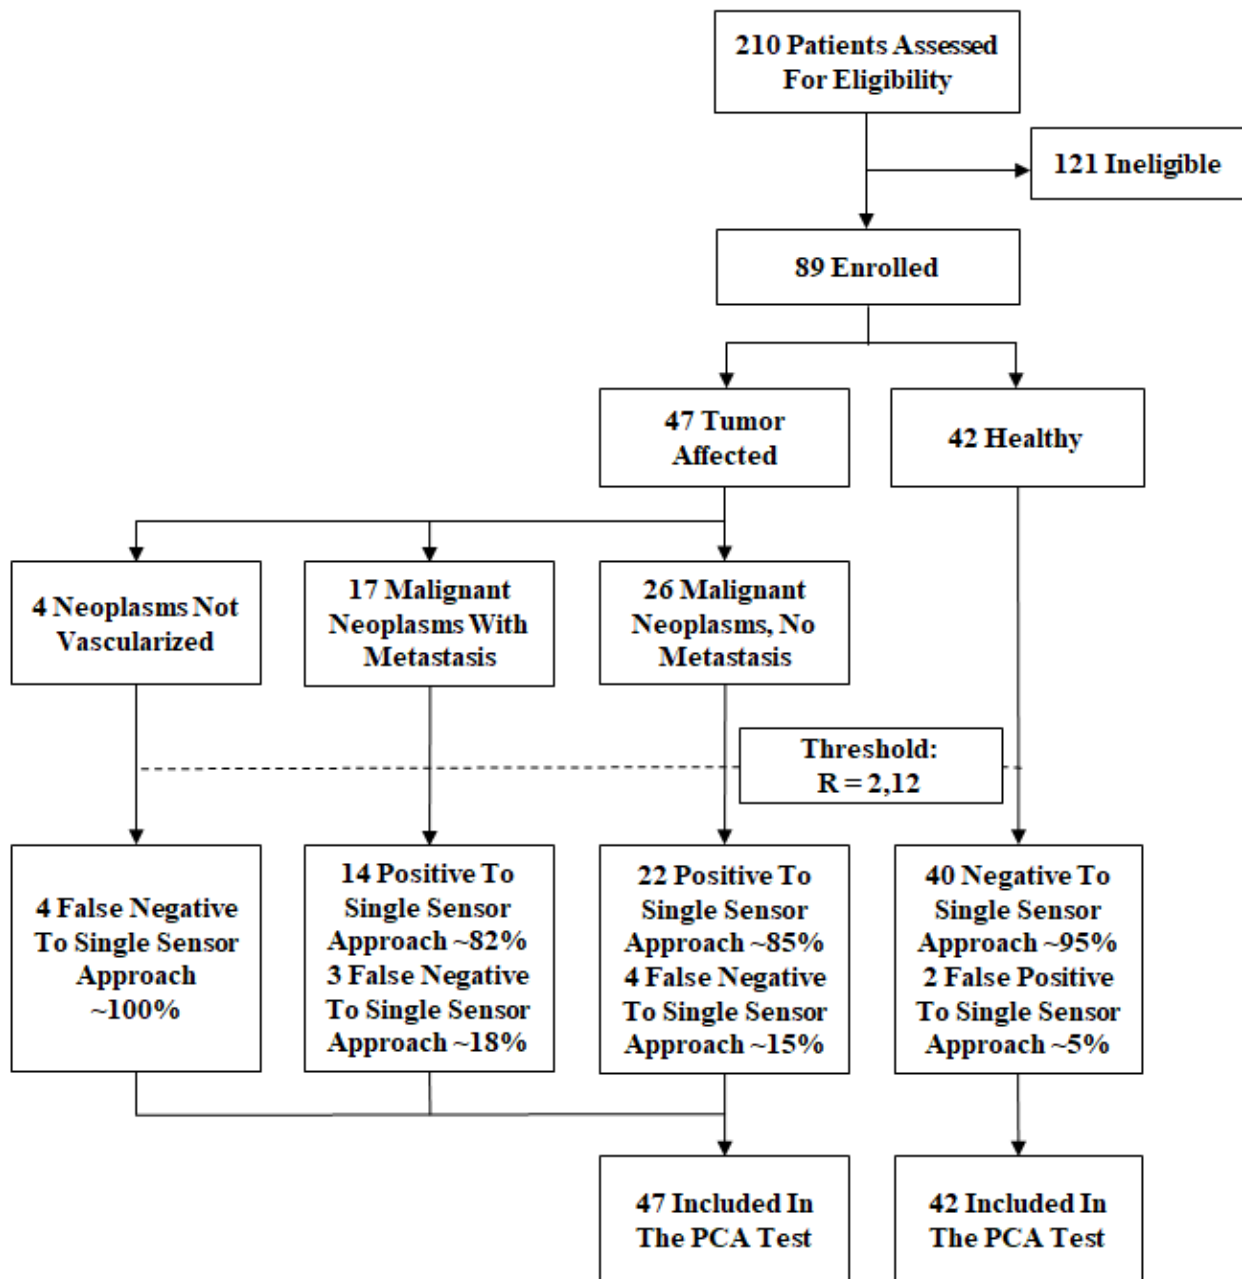 210 Patients Assessed
For Eligibility
121 Ineligible
89 Enrolled
47 Tumor
Affected
42 Healthy
4 Neoplasms Not
Vascularized
17 Malignant
Neoplasms With
Metastasis
26 Malignant
Neoplasms, No
Metastasis
Threshold:
R = 2,12
4 False Negative
To Single Sensor
Approach
~100%
14 Positive To
Single Sensor
Approach ~82%
3 False Negative
To Single Sensor
Approach ~18%
22 Positive To
Single Sensor
Approach ~85%
4 False Negative
To Single Sensor
Approach ~15%
40 Negative To
Single Sensor
Approach ~95%
2 False Positive
To Single Sensor
Approach ~5%
47 Included In
The PCA Test
42 Included In
The PCA Test